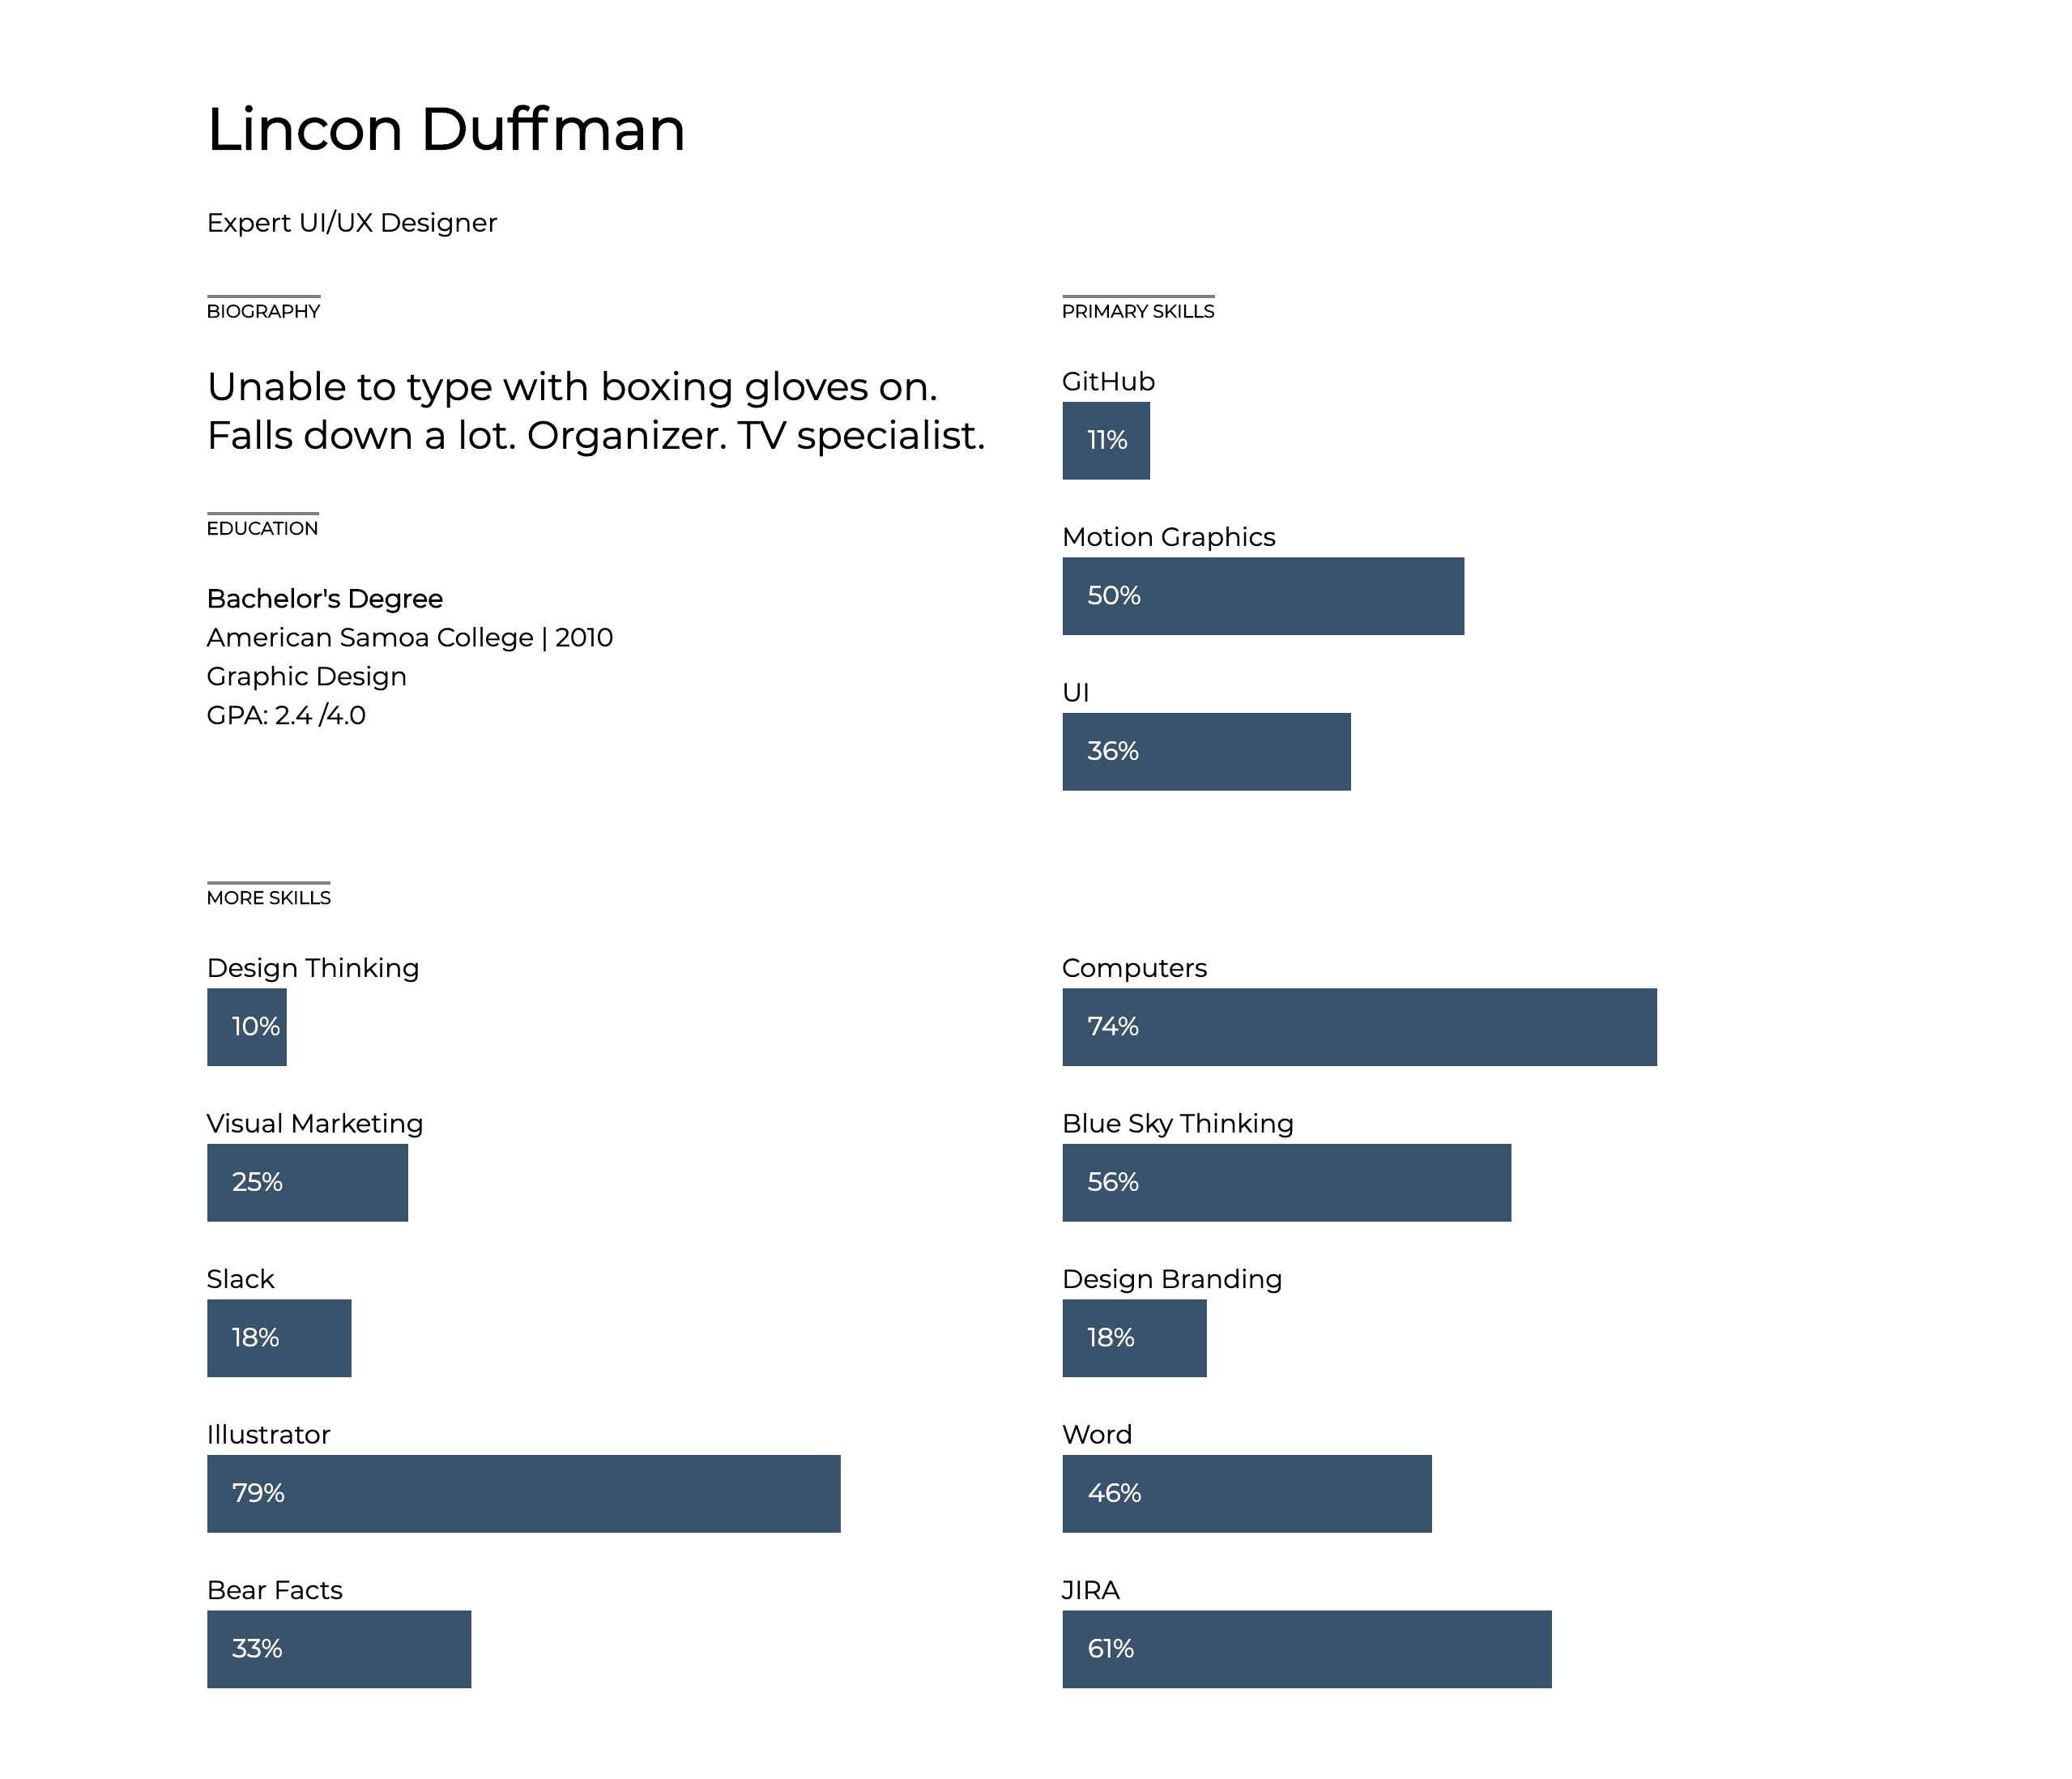 Lincon Duffman
Expert UI/UX Designer
BIOGRAPHY
Unable to type with boxing gloves on.
Falls down a lot. Organizer. TV specialist.
EDUCATION
Bachelor's Degree
American Samoa College | 2010
Graphic Design
GPA: 2.4 /4.0
PRIMARY SKILLS
GitHub
11%
Motion Graphics
50%
UI
36%
MORE SKILLS
Design Thinking
10%
Visual Marketing
25%
Slack
18%
Illustrator
79%
Bear Facts
33%
Computers
74%
Blue Sky Thinking
56%
Design Branding
18%
Word
46%
JIRA
61%